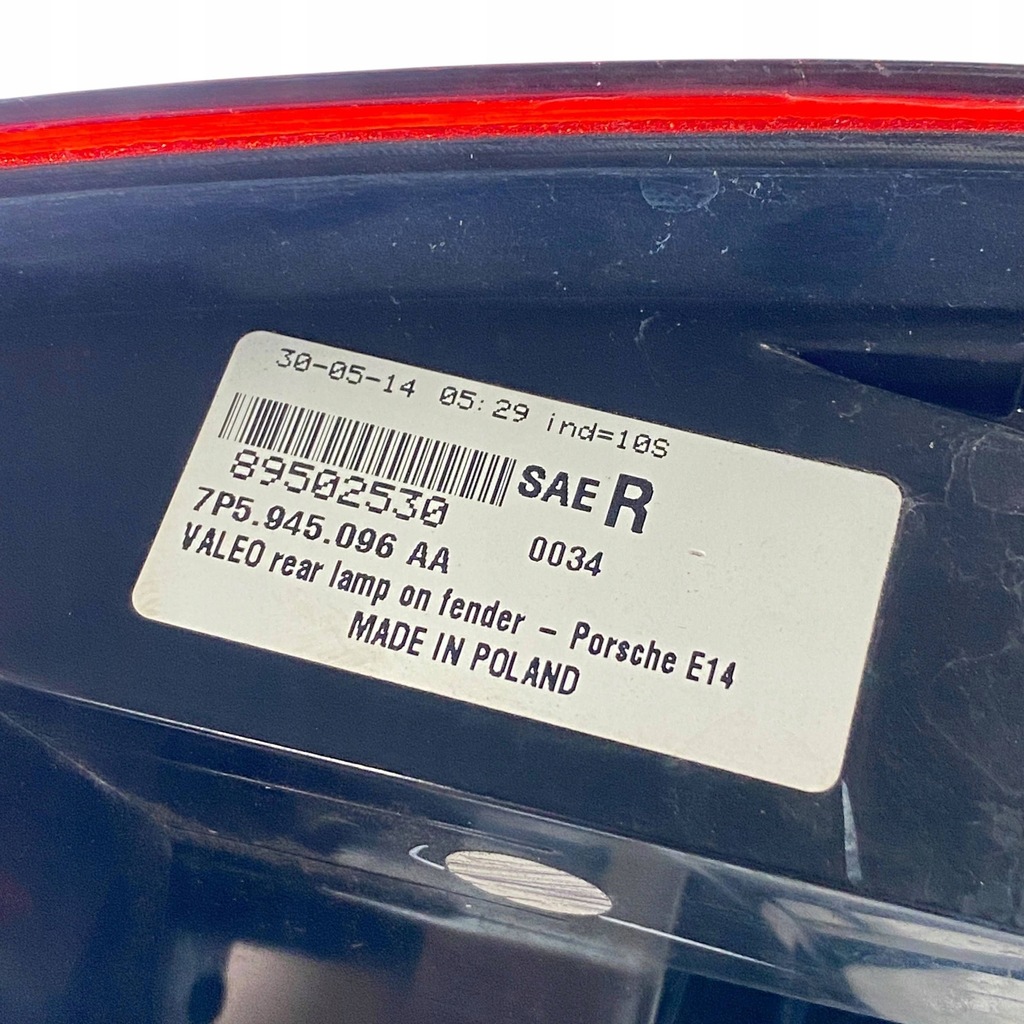 30-05-14 05:29 ind=10S
89502530
SAE R
7P5.945.096 AA
0034
VALEO rear lamp on fender - Porsche E14
MADE IN POLAND